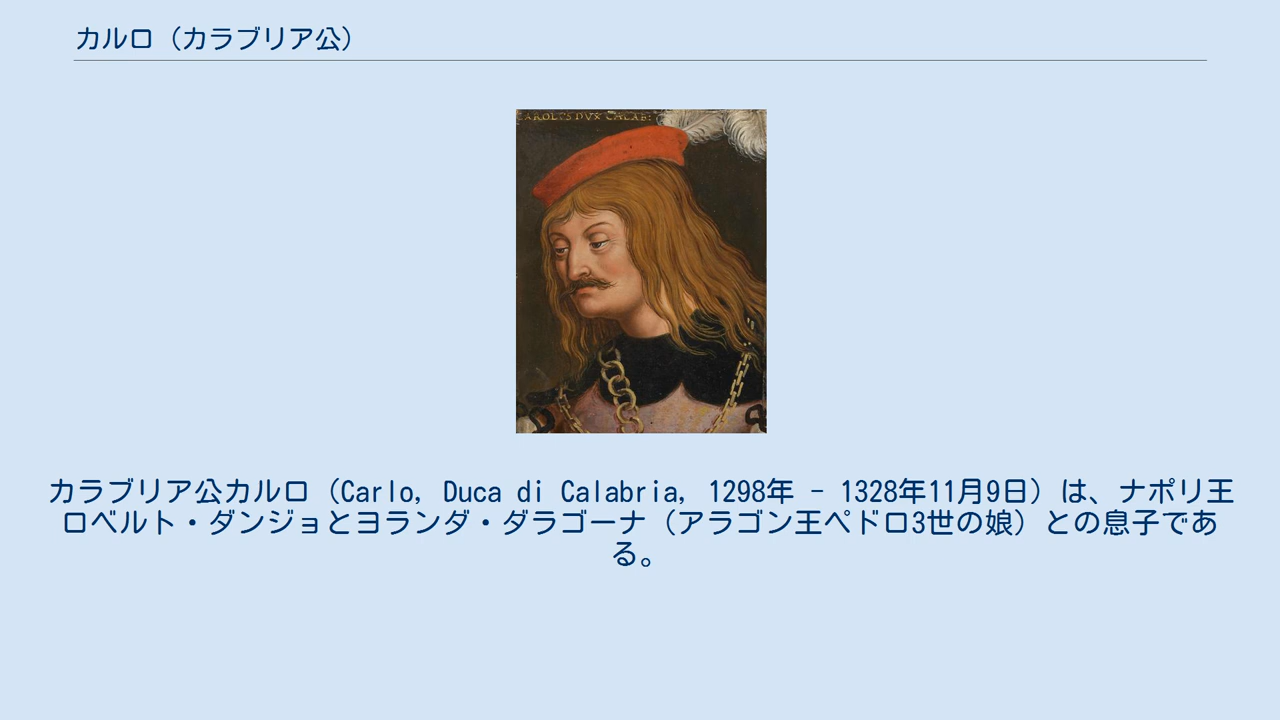 カルロ（カラブリア公）
CAROLVS DVX CALAB:
カラブリア公カルロ（Carlo, Duca di Calabria, 1298年 - 1328年11月9日）は、ナポリ王
ロベルト・ダンジョとヨランダ・ダラゴーナ（アラゴン王ペドロ3世の娘）との息子であ
る。